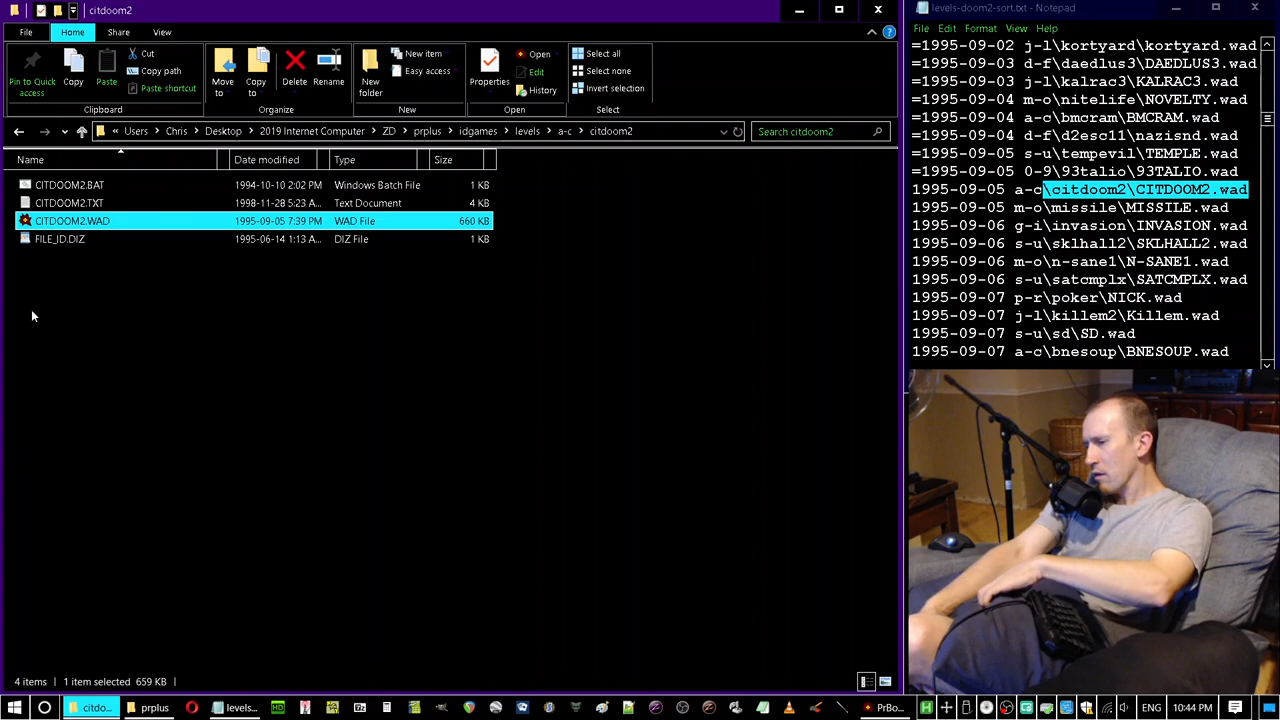 citdoom2
File Home Share View
Pin to Quick access
Copy
Paste
Cut
Copy path
Paste shortcut
Clipboard
Move to
Copy to
Delete
Rename
Organize
New folder
New item
Easy access
New
Properties
Open
Edit
History
Open
Select all
Select none
Invert selection
Select
« Users > Chris > Desktop > 2019 Internet Computer > ZD > prplus > idgames > levels > a-c > citdoom2
Search citdoom2
Name Date modified Type Size
CITDOOM2.BAT 1994-10-10 2:02 PM Windows Batch File 1 KB
CITDOOM2.TXT 1998-11-28 5:23 A... Text Document 4 KB
CITDOOM2.WAD 1995-09-05 7:39 PM WAD File 660 KB
FILE_ID.DIZ 1995-06-14 1:13 A... DIZ File 1 KB
4 items 1 item selected 659 KB
levels-doom2-sort.txt - Notepad
File Edit Format View Help
=1995-09-02 j-l\kortyard\kortyard.wad
=1995-09-03 d-f\daedlus3\DAEDLUS3.wad
=1995-09-03 j-l\kalrac3\KALRAC3.wad
=1995-09-04 m-o\nitelife\NOVELTY.wad
=1995-09-04 a-c\bmcram\BMCRAM.wad
=1995-09-04 d-f\d2esc11\nazisnd.wad
=1995-09-05 s-u\tempevil\TEMPLE.wad
=1995-09-05 0-9\93talio\93TALIO.wad
1995-09-05 a-c\citdoom2\CITDOOM2.wad
1995-09-05 m-o\missile\MISSILE.wad
1995-09-06 g-i\invasion\INVASION.wad
1995-09-06 s-u\sklhall2\SKLHALL2.wad
1995-09-06 m-o\n-sane1\N-SANE1.wad
1995-09-06 s-u\satcmplx\SATCMPLX.wad
1995-09-07 p-r\poker\NICK.wad
1995-09-07 j-l\killem2\Killem.wad
1995-09-07 s-u\sd\SD.wad
1995-09-07 a-c\bnesoup\BNESOUP.wad
citdo... prplus levels... HD PrBo... ENG 10:44 PM